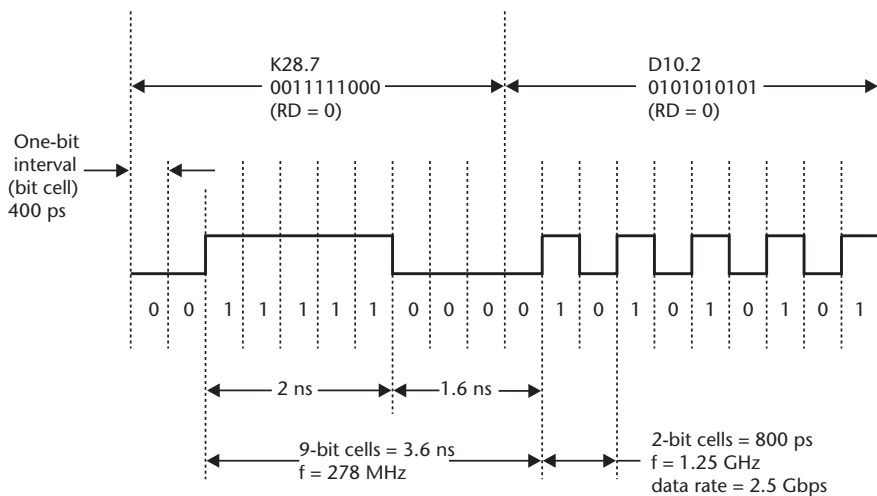 K28.7
0011111000
(RD = 0)
D10.2
0101010101
(RD = 0)
One-bit
interval
(bit cell)
400 ps
0 0 1 1 1 1 1 0 0 0 0 1 0 1 0 1 0 1 0 1
2 ns
1.6 ns
9-bit cells = 3.6 ns
f = 278 MHz
2-bit cells = 800 ps
f = 1.25 GHz
data rate = 2.5 Gbps